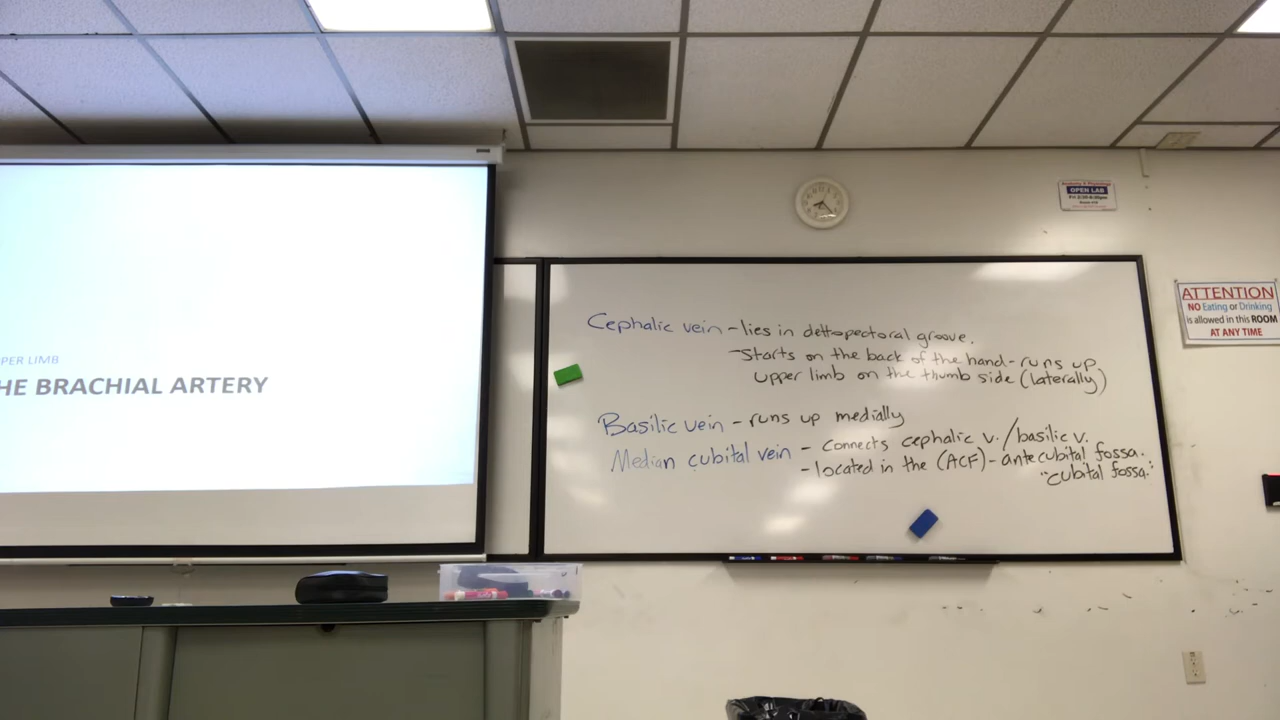 PER LIMB
HE BRACHIAL ARTERY
Cephalic vein - lies in deltopectoral groove.
- Starts on the back of the hand - runs up
upper limb on the thumb side (laterally)
Basilic vein - runs up medially
Median cubital vein - Connects cephalic v. / basilic v.
- located in the (ACF) - antecubital fossa.
"cubital fossa."
OPEN LAB
ATTENTION
NO Eating or Drinking
is allowed in this ROOM
AT ANY TIME